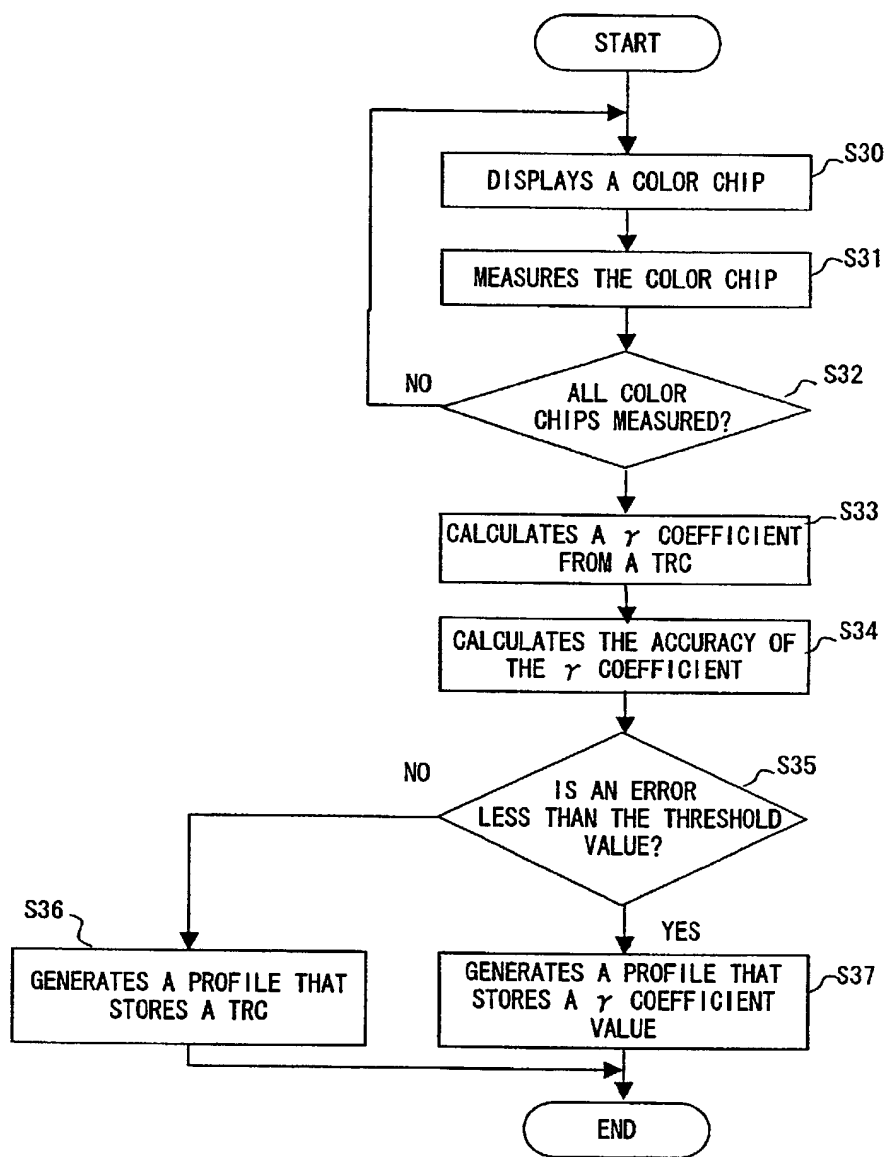 START
S30
DISPLAYS A COLOR CHIP
S31
MEASURES THE COLOR CHIP
S32
NO
ALL COLOR
CHIPS MEASURED?
S33
CALCULATES A γ COEFFICIENT
FROM A TRC
S34
CALCULATES THE ACCURACY OF
THE γ COEFFICIENT
S35
NO
IS AN ERROR
LESS THAN THE THRESHOLD
VALUE?
S36
YES
GENERATES A PROFILE THAT
STORES A TRC
S37
GENERATES A PROFILE THAT
STORES A γ COEFFICIENT
VALUE
END